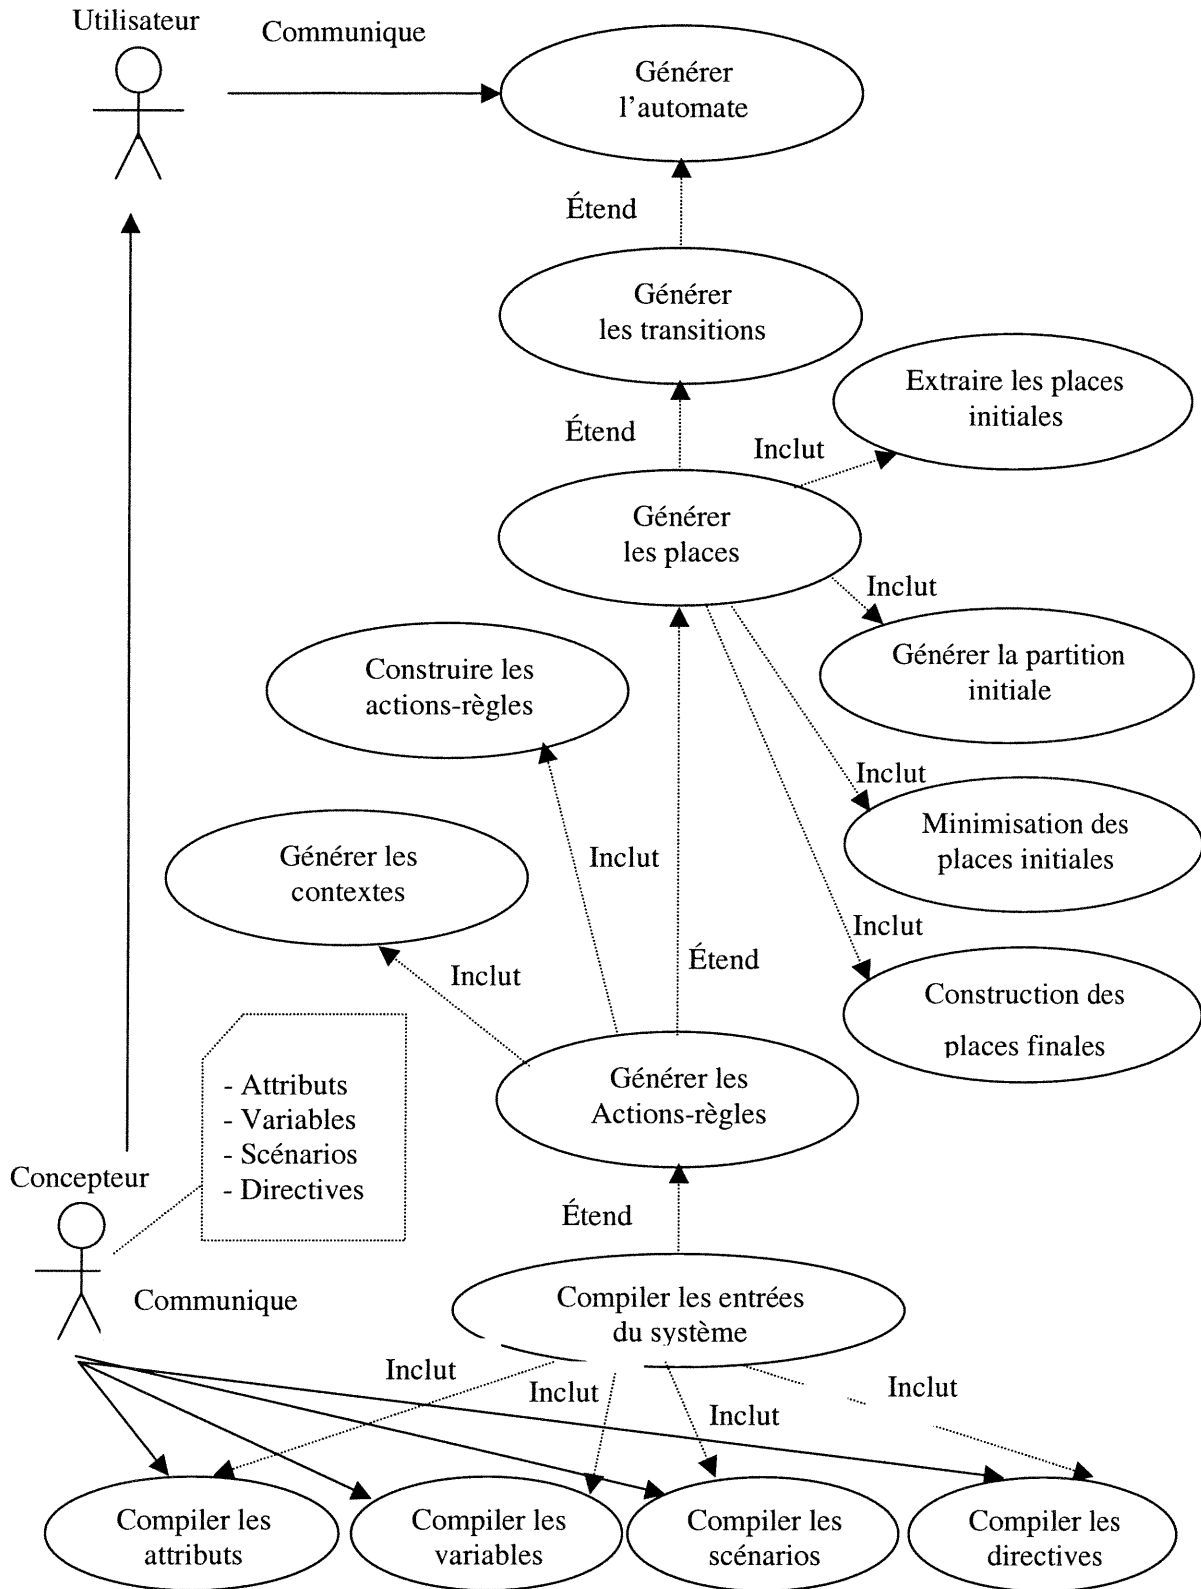 Utilisateur
Communique
Générer
l'automate
Étend
Générer
les transitions
Extraire les places
initiales
Étend
Inclut
Générer
les places
Inclut
Générer la partition
initiale
Construire les
actions-règles
Inclut
Minimisation des
places initiales
Générer les
contextes
Inclut
Inclut
Étend
Inclut
Construction des
places finales
- Attributs
- Variables
- Scénarios
- Directives
Générer les
Actions-règles
Concepteur
Étend
Communique
Compiler les entrées
du système
Inclut
Inclut
Inclut
Inclut
Compiler les
attributs
Compiler les
variables
Compiler les
scénarios
Compiler les
directives